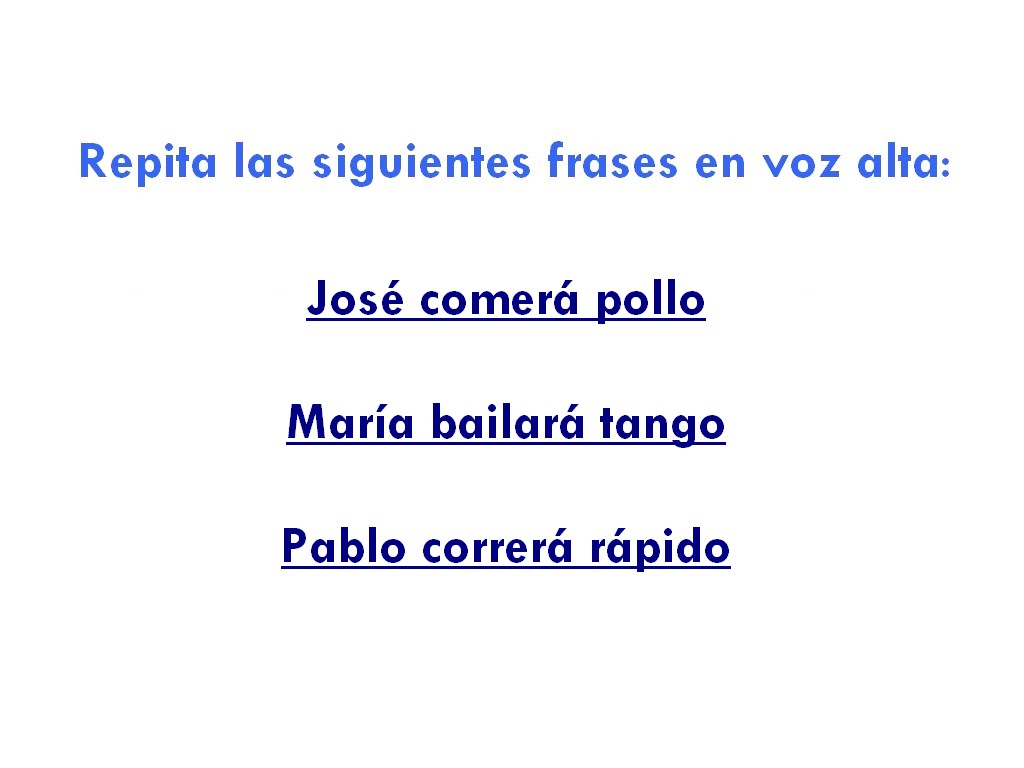 Repita las siguientes frases en voz alta:
José comerá pollo
María bailará tango
Pablo correrá rápido